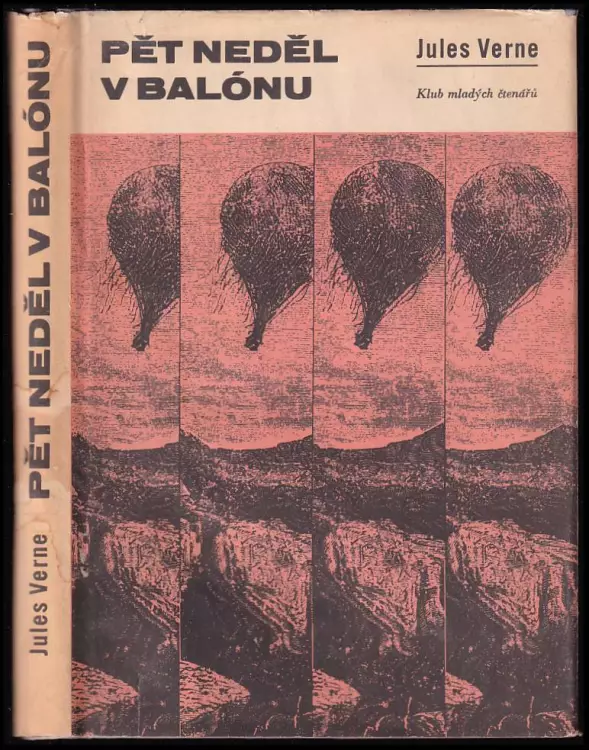 PĚT NEDĚL
V BALÓNU
Jules Verne
Klub mladých čtenářů
Jules Verne PĚT NEDĚL V BALÓNU